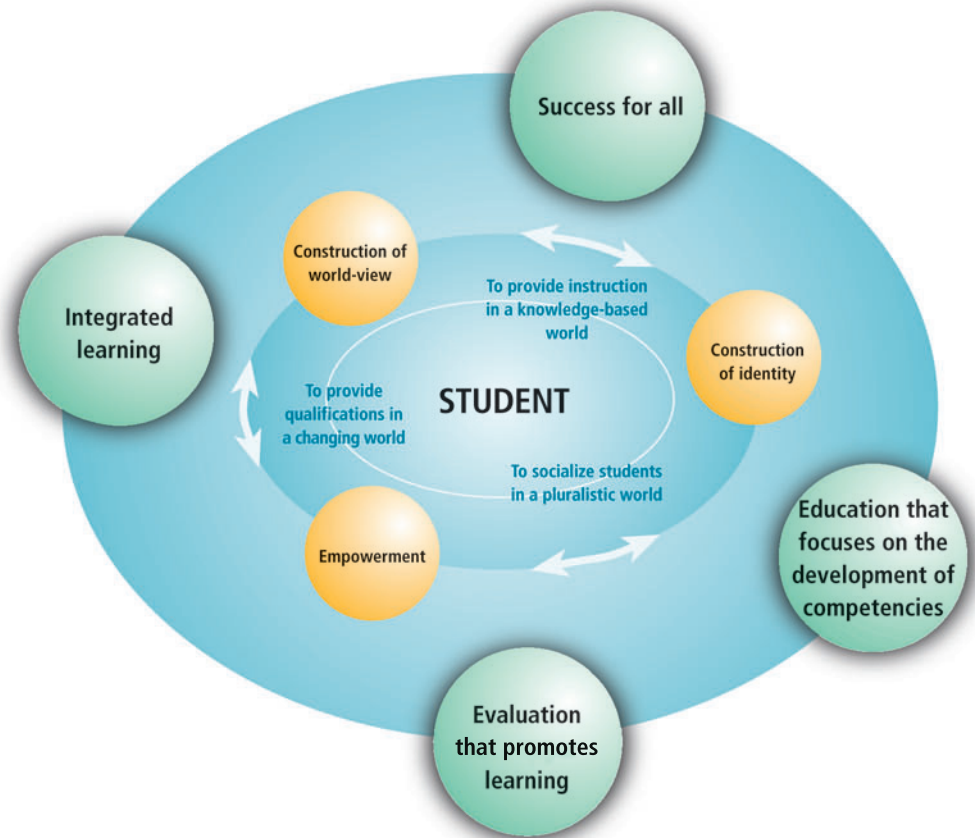 Success for all
Construction of
world-view
To provide instruction
in a knowledge-based
world
Integrated
learning
Construction
of identity
To provide
qualifications in
a changing world
STUDENT
To socialize students
in a pluralistic world
Education that
focuses on the
development of
competencies
Empowerment
Evaluation
that promotes
learning